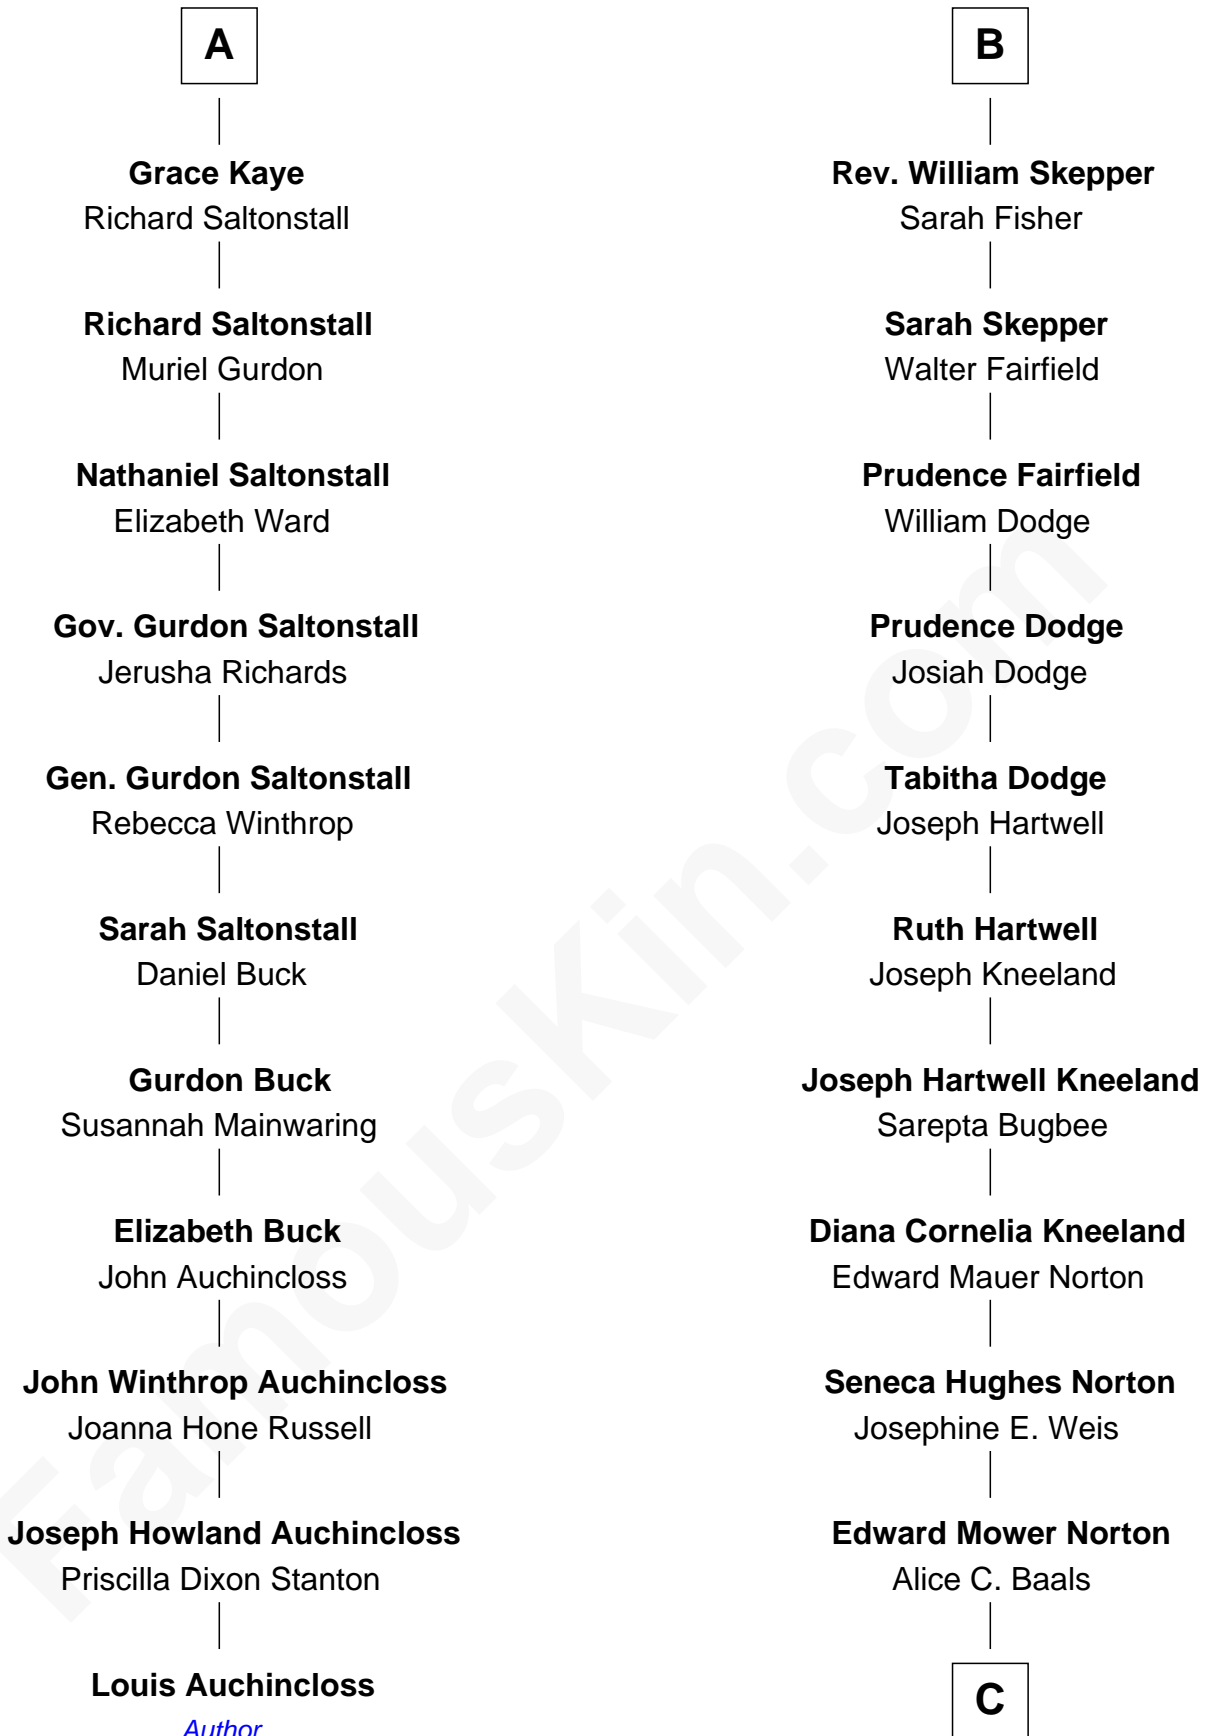 A
Grace Kaye
Richard Saltonstall
Richard Saltonstall
Muriel Gurdon
Nathaniel Saltonstall
Elizabeth Ward
Gov. Gurdon Saltonstall
Jerusha Richards
Gen. Gurdon Saltonstall
Rebecca Winthrop
Sarah Saltonstall
Daniel Buck
Gurdon Buck
Susannah Mainwaring
Elizabeth Buck
John Auchincloss
John Winthrop Auchincloss
Joanna Hone Russell
Joseph Howland Auchincloss
Priscilla Dixon Stanton
Louis Auchincloss
Author
B
Rev. William Skepper
Sarah Fisher
Sarah Skepper
Walter Fairfield
Prudence Fairfield
William Dodge
Prudence Dodge
Josiah Dodge
Tabitha Dodge
Joseph Hartwell
Ruth Hartwell
Joseph Kneeland
Joseph Hartwell Kneeland
Sarepta Bugbee
Diana Cornelia Kneeland
Edward Mauer Norton
Seneca Hughes Norton
Josephine E. Weis
Edward Mower Norton
Alice C. Baals
C
FamousKin.com